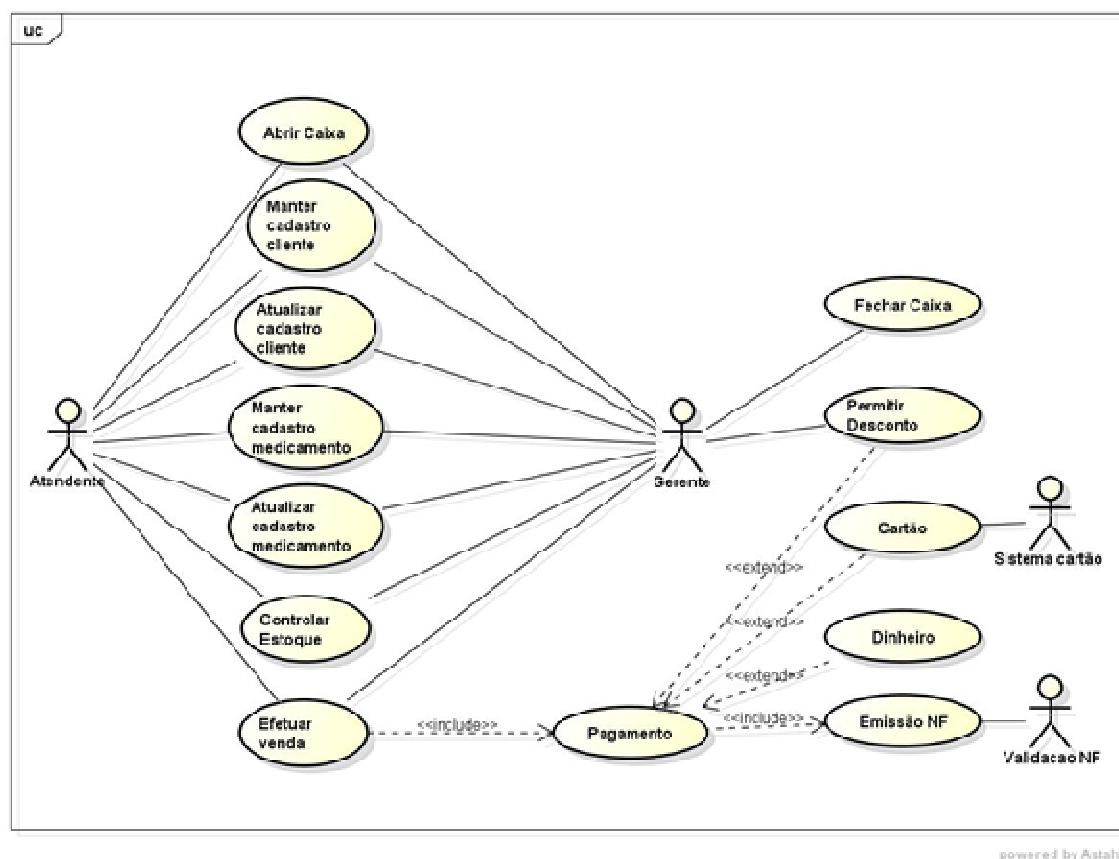 uc
Abrir Caixa
Manter
cadastro
cliente
Atualizar
cadastro
cliente
Manter
cadastro
medicamento
Atualizar
cadastro
medicamento
Controlar
Estoque
Efetuar
venda
Atendente
Gerente
Fechar Caixa
Permitir
Desconto
Cartão
Sistema cartão
<<extend>>
<<extend>>
Dinheiro
<<extend>>
<<include>>
Pagamento
<<include>>
Emissão NF
Validacao NF
powered by Astah